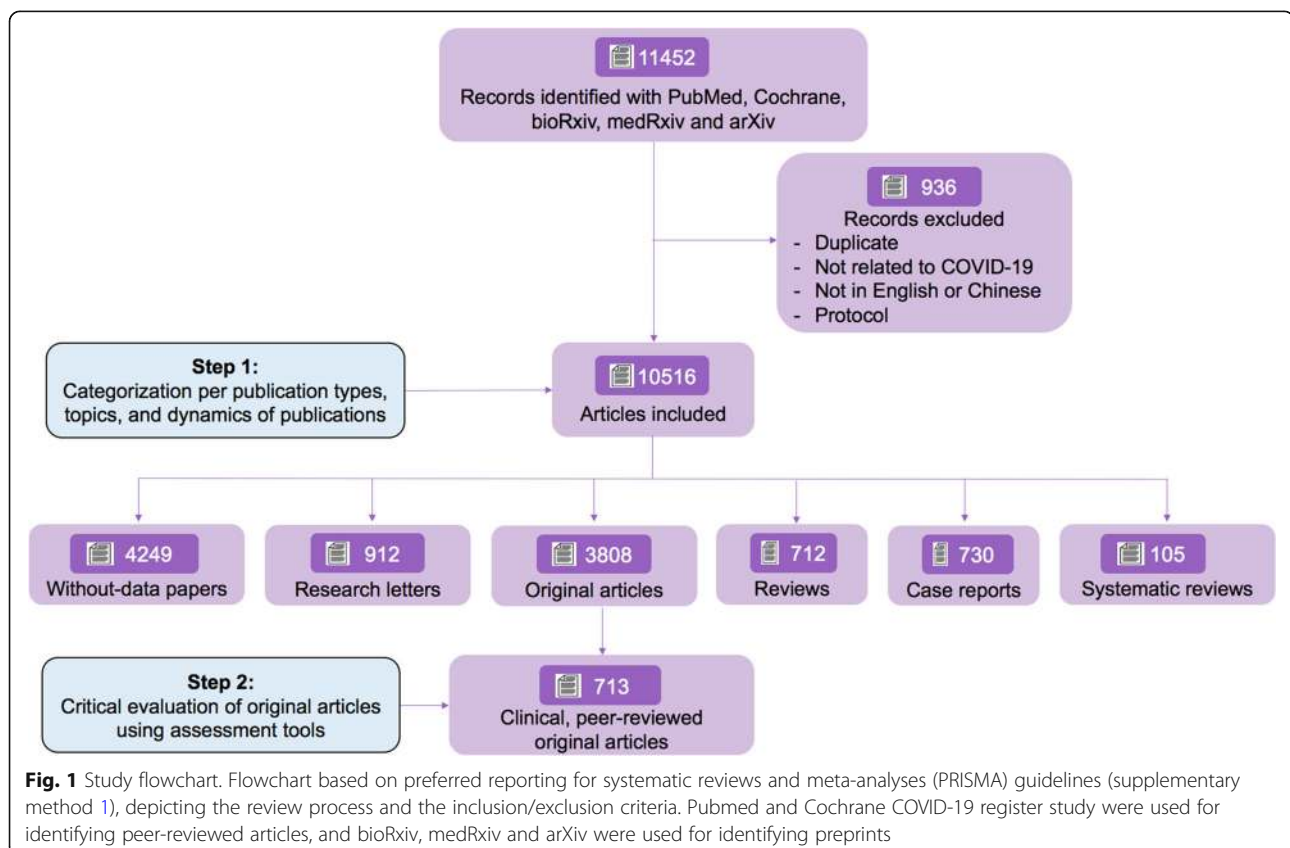 11452
Records identified with PubMed, Cochrane,
bioRxiv, medRxiv and arXiv
936
Records excluded
- Duplicate
- Not related to COVID-19
- Not in English or Chinese
- Protocol
Step 1:
Categorization per publication types,
topics, and dynamics of publications
10516
Articles included
4249
Without-data papers
912
Research letters
3808
Original articles
712
Reviews
730
Case reports
105
Systematic reviews
Step 2:
Critical evaluation of original articles
using assessment tools
713
Clinical, peer-reviewed
original articles
Fig. 1 Study flowchart. Flowchart based on preferred reporting for systematic reviews and meta-analyses (PRISMA) guidelines (supplementary
method 1), depicting the review process and the inclusion/exclusion criteria. Pubmed and Cochrane COVID-19 register study were used for
identifying peer-reviewed articles, and bioRxiv, medRxiv and arXiv were used for identifying preprints